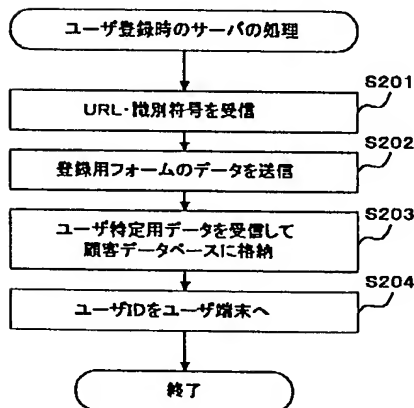 ユーザ登録時のサーバの処理
S201
URL・識別符号を受信
S202
登録用フォームのデータを送信
S203
ユーザ特定用データを受信して
顧客データベースに格納
S204
ユーザIDをユーザ端末へ
終了